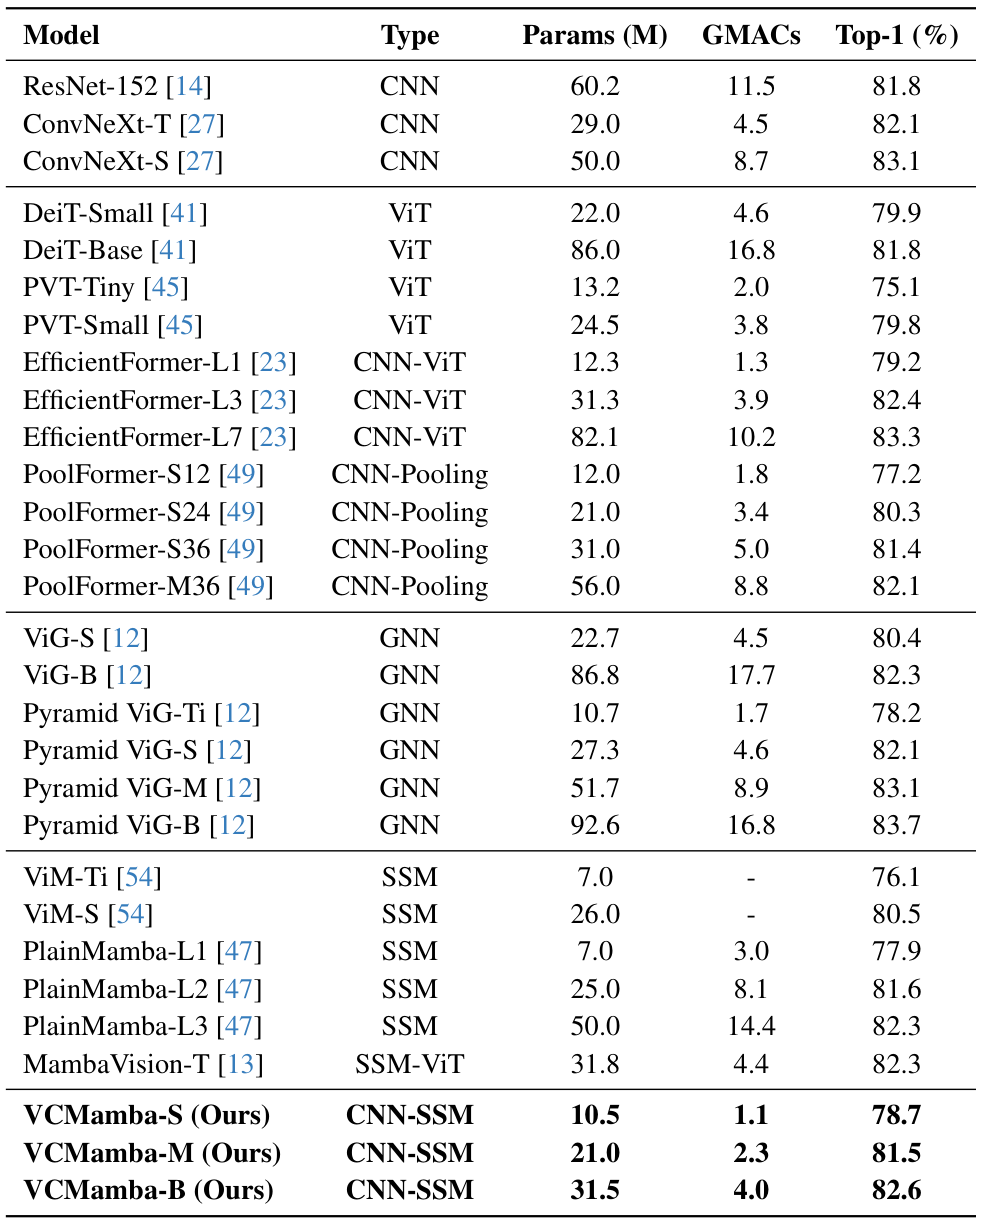 Model Type Params (M) GMACs Top-1 (%)
ResNet-152 [14] CNN 60.2 11.5 81.8
ConvNeXt-T [27] CNN 29.0 4.5 82.1
ConvNeXt-S [27] CNN 50.0 8.7 83.1
DeiT-Small [41] ViT 22.0 4.6 79.9
DeiT-Base [41] ViT 86.0 16.8 81.8
PVT-Tiny [45] ViT 13.2 2.0 75.1
PVT-Small [45] ViT 24.5 3.8 79.8
EfficientFormer-L1 [23] CNN-ViT 12.3 1.3 79.2
EfficientFormer-L3 [23] CNN-ViT 31.3 3.9 82.4
EfficientFormer-L7 [23] CNN-ViT 82.1 10.2 83.3
PoolFormer-S12 [49] CNN-Pooling 12.0 1.8 77.2
PoolFormer-S24 [49] CNN-Pooling 21.0 3.4 80.3
PoolFormer-S36 [49] CNN-Pooling 31.0 5.0 81.4
PoolFormer-M36 [49] CNN-Pooling 56.0 8.8 82.1
ViG-S [12] GNN 22.7 4.5 80.4
ViG-B [12] GNN 86.8 17.7 82.3
Pyramid ViG-Ti [12] GNN 10.7 1.7 78.2
Pyramid ViG-S [12] GNN 27.3 4.6 82.1
Pyramid ViG-M [12] GNN 51.7 8.9 83.1
Pyramid ViG-B [12] GNN 92.6 16.8 83.7
ViM-Ti [54] SSM 7.0 - 76.1
ViM-S [54] SSM 26.0 - 80.5
PlainMamba-L1 [47] SSM 7.0 3.0 77.9
PlainMamba-L2 [47] SSM 25.0 8.1 81.6
PlainMamba-L3 [47] SSM 50.0 14.4 82.3
MambaVision-T [13] SSM-ViT 31.8 4.4 82.3
VCMamba-S (Ours) CNN-SSM 10.5 1.1 78.7
VCMamba-M (Ours) CNN-SSM 21.0 2.3 81.5
VCMamba-B (Ours) CNN-SSM 31.5 4.0 82.6